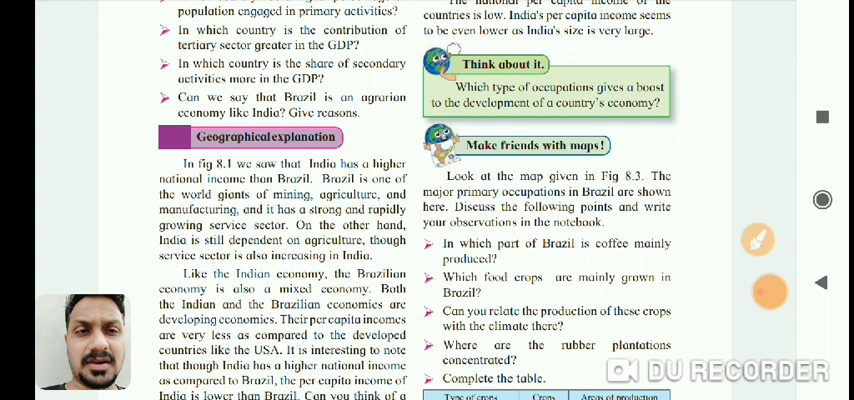 population engaged in primary activities?
In which country is the contribution of
tertiary sector greater in the GDP?
In which country is the share of secondary
activities more in the GDP?
Can we say that Brazil is an agrarian
economy like India? Give reasons.
Geographical explanation
In fig 8.1 we saw that India has a higher
national income than Brazil. Brazil is one of
the world giants of mining, agriculture, and
manufacturing, and it has a strong and rapidly
growing service sector. On the other hand,
India is still dependent on agriculture, though
service sector is also increasing in India.
Like the Indian economy, the Brazilian
economy is also a mixed economy. Both
the Indian and the Brazilian economies are
developing economies. Their per capita incomes
are very less as compared to the developed
countries like the USA. It is interesting to note
that though India has a higher national income
as compared to Brazil, the per capita income of
India is lower than Brazil. Can you think of a
The national per capita income of the
countries is low. India's per capita income seems
to be even lower as India's size is very large.
Think about it.
Which type of occupations gives a boost
to the development of a country's economy?
Make friends with maps!
Look at the map given in Fig 8.3. The
major primary occupations in Brazil are shown
here. Discuss the following points and write
your observations in the notebook.
In which part of Brazil is coffee mainly
produced?
Which food crops are mainly grown in
Brazil?
Can you relate the production of these crops
with the climate there?
Where are the rubber plantations
concentrated?
Complete the table.
Type of crops Crops Areas of production
DU RECORDER